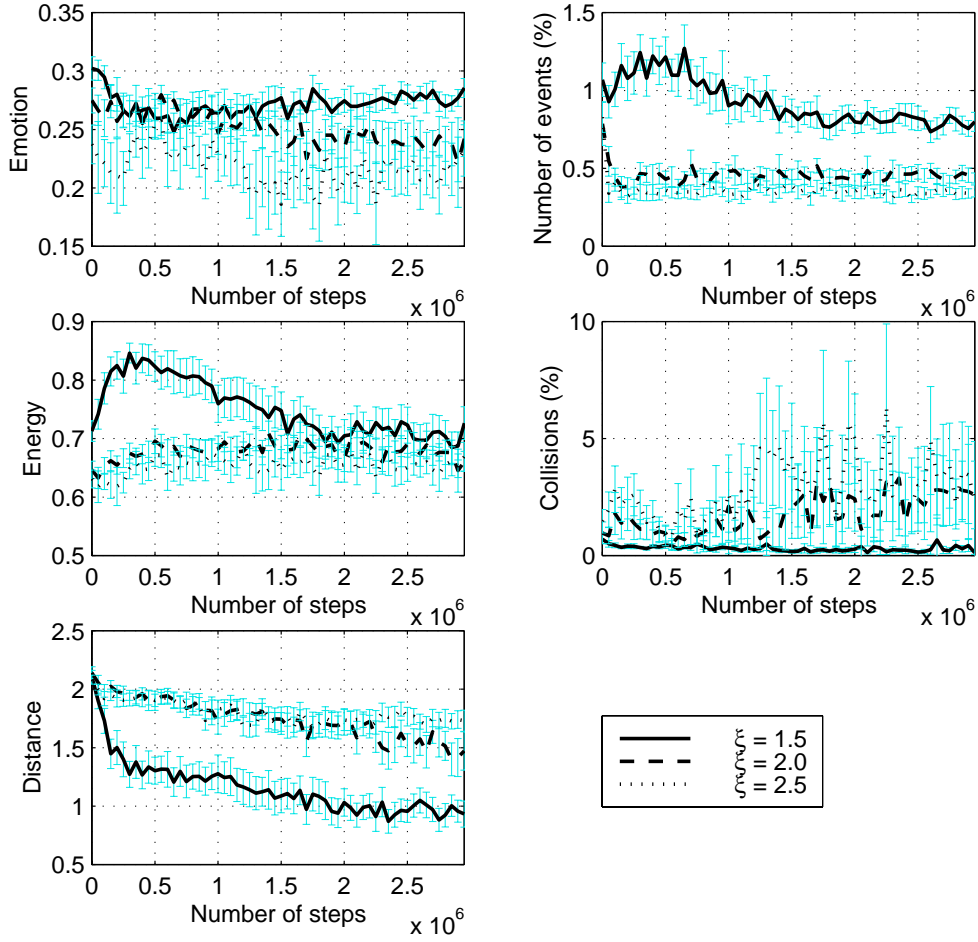 0.35
0.3
0.25
0.2
0.15
Emotion
0 0.5 1 1.5 2 2.5
Number of steps
x 10^6
1.5
1
0.5
0
Number of events (%)
0 0.5 1 1.5 2 2.5
Number of steps
x 10^6
0.9
0.8
0.7
0.6
0.5
Energy
0 0.5 1 1.5 2 2.5
Number of steps
x 10^6
10
5
0
Collisions (%)
0 0.5 1 1.5 2 2.5
Number of steps
x 10^6
2.5
2
1.5
1
0.5
Distance
0 0.5 1 1.5 2 2.5
Number of steps
x 10^6
ξ = 1.5
ξ = 2.0
ξ = 2.5